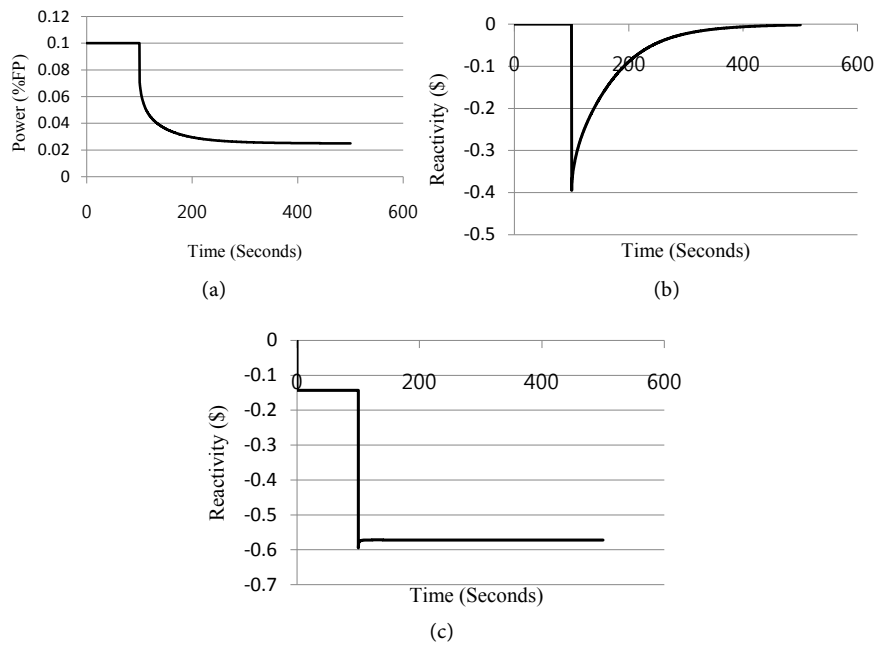 0.12
0.1
0.08
0.06
0.04
0.02
0
0 200 400 600
Power (%FP)
Time (Seconds)
(a)
0
-0.1
-0.2
-0.3
-0.4
-0.5
0 200 400 600
Reactivity ($)
Time (Seconds)
(b)
0
-0.1
-0.2
-0.3
-0.4
-0.5
-0.6
-0.7
0 200 400 600
Reactivity ($)
Time (Seconds)
(c)